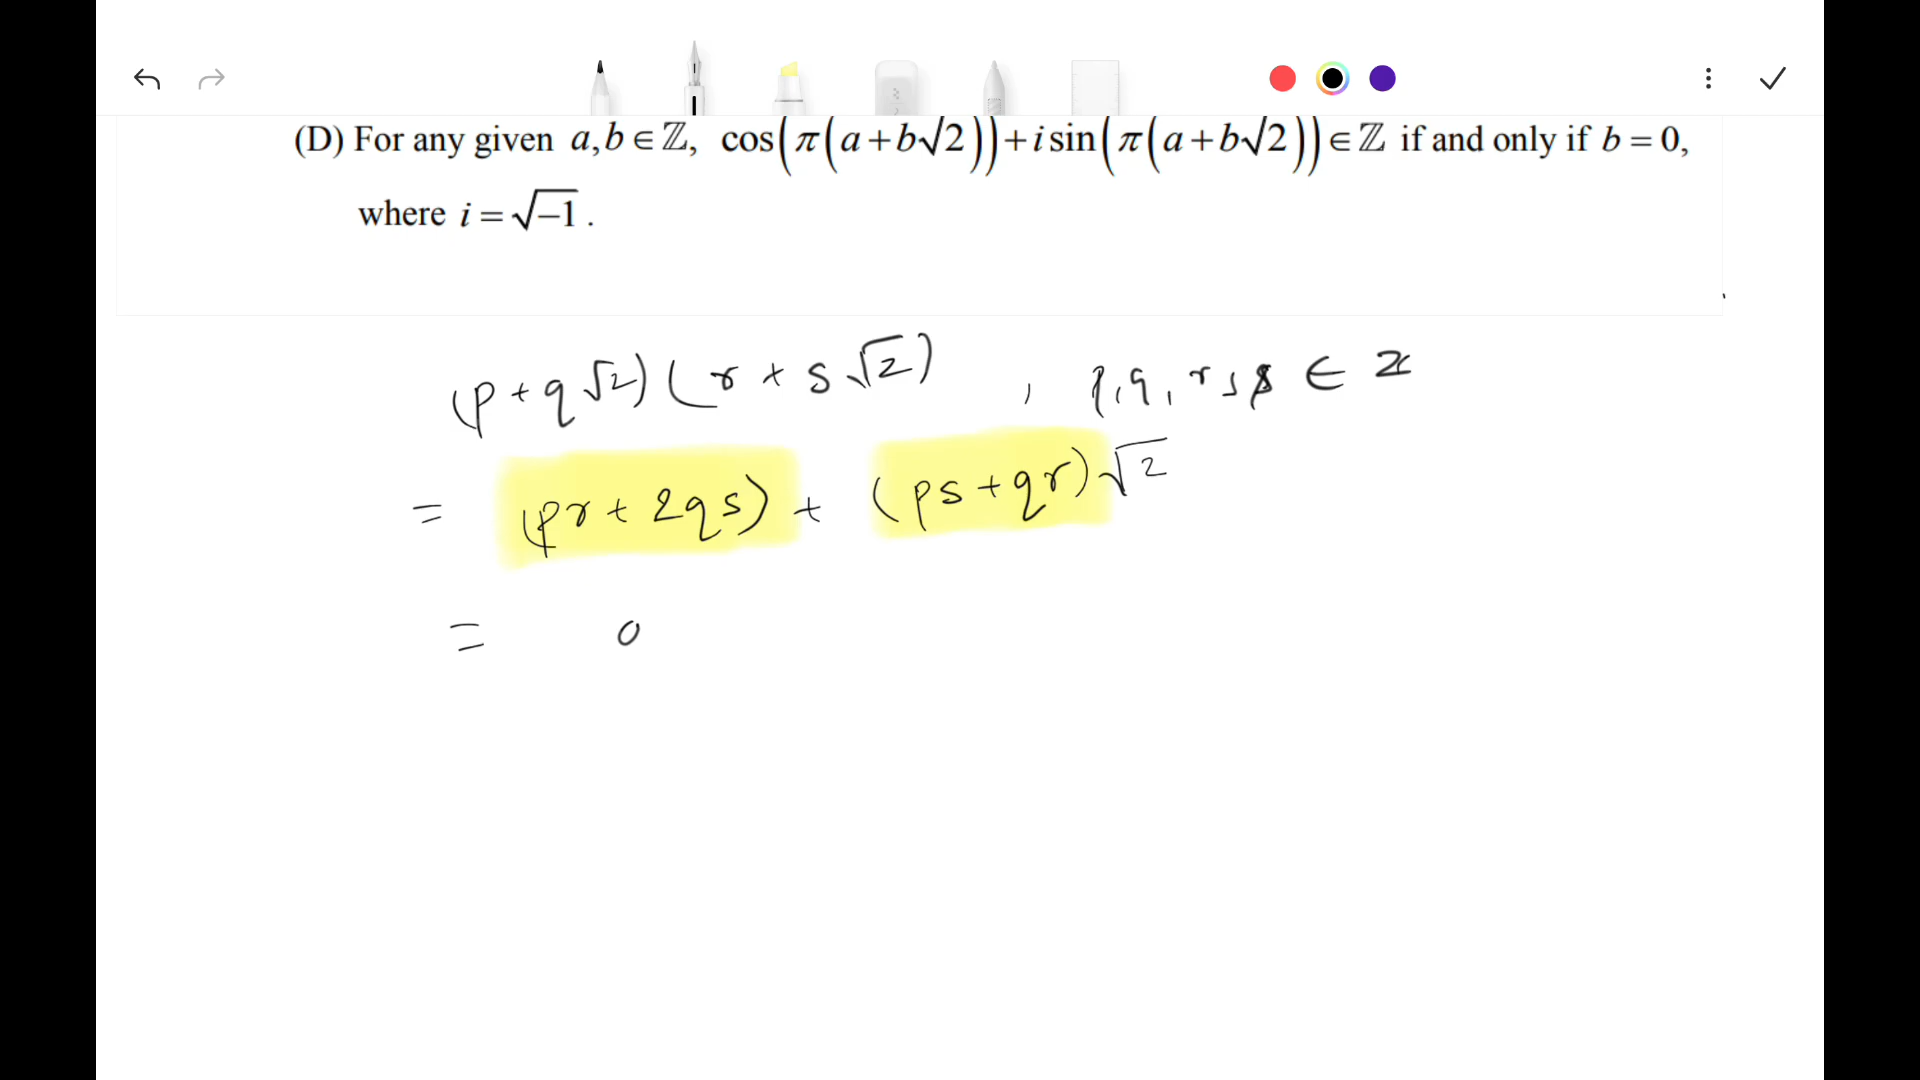 (D) For any given a, b ∈ ℤ, cos(π(a+b√2))+i sin(π(a+b√2)) ∈ ℤ if and only if b = 0,
where i = √−1 .
(p + q√2)(r + s√2) , p, q, r, s ∈ Z
= (pr + 2qs) + (ps + qr)√2
= 0